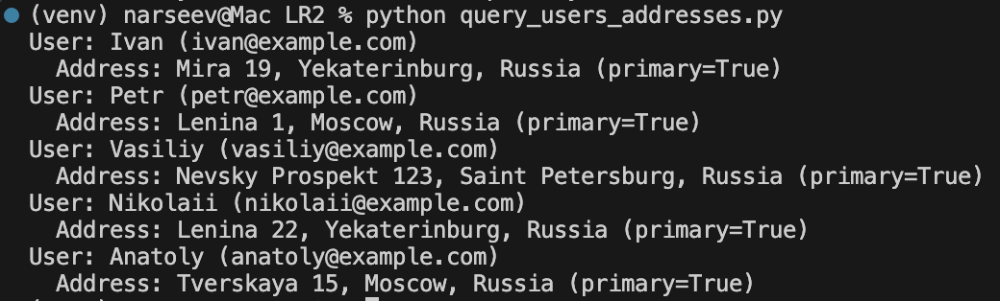 (venv) narseev@Mac LR2 % python query_users_addresses.py
User: Ivan (ivan@example.com)
Address: Mira 19, Yekaterinburg, Russia (primary=True)
User: Petr (petr@example.com)
Address: Lenina 1, Moscow, Russia (primary=True)
User: Vasiliy (vasiliy@example.com)
Address: Nevsky Prospekt 123, Saint Petersburg, Russia (primary=True)
User: Nikolaii (nikolaii@example.com)
Address: Lenina 22, Yekaterinburg, Russia (primary=True)
User: Anatoly (anatoly@example.com)
Address: Tverskaya 15, Moscow, Russia (primary=True)